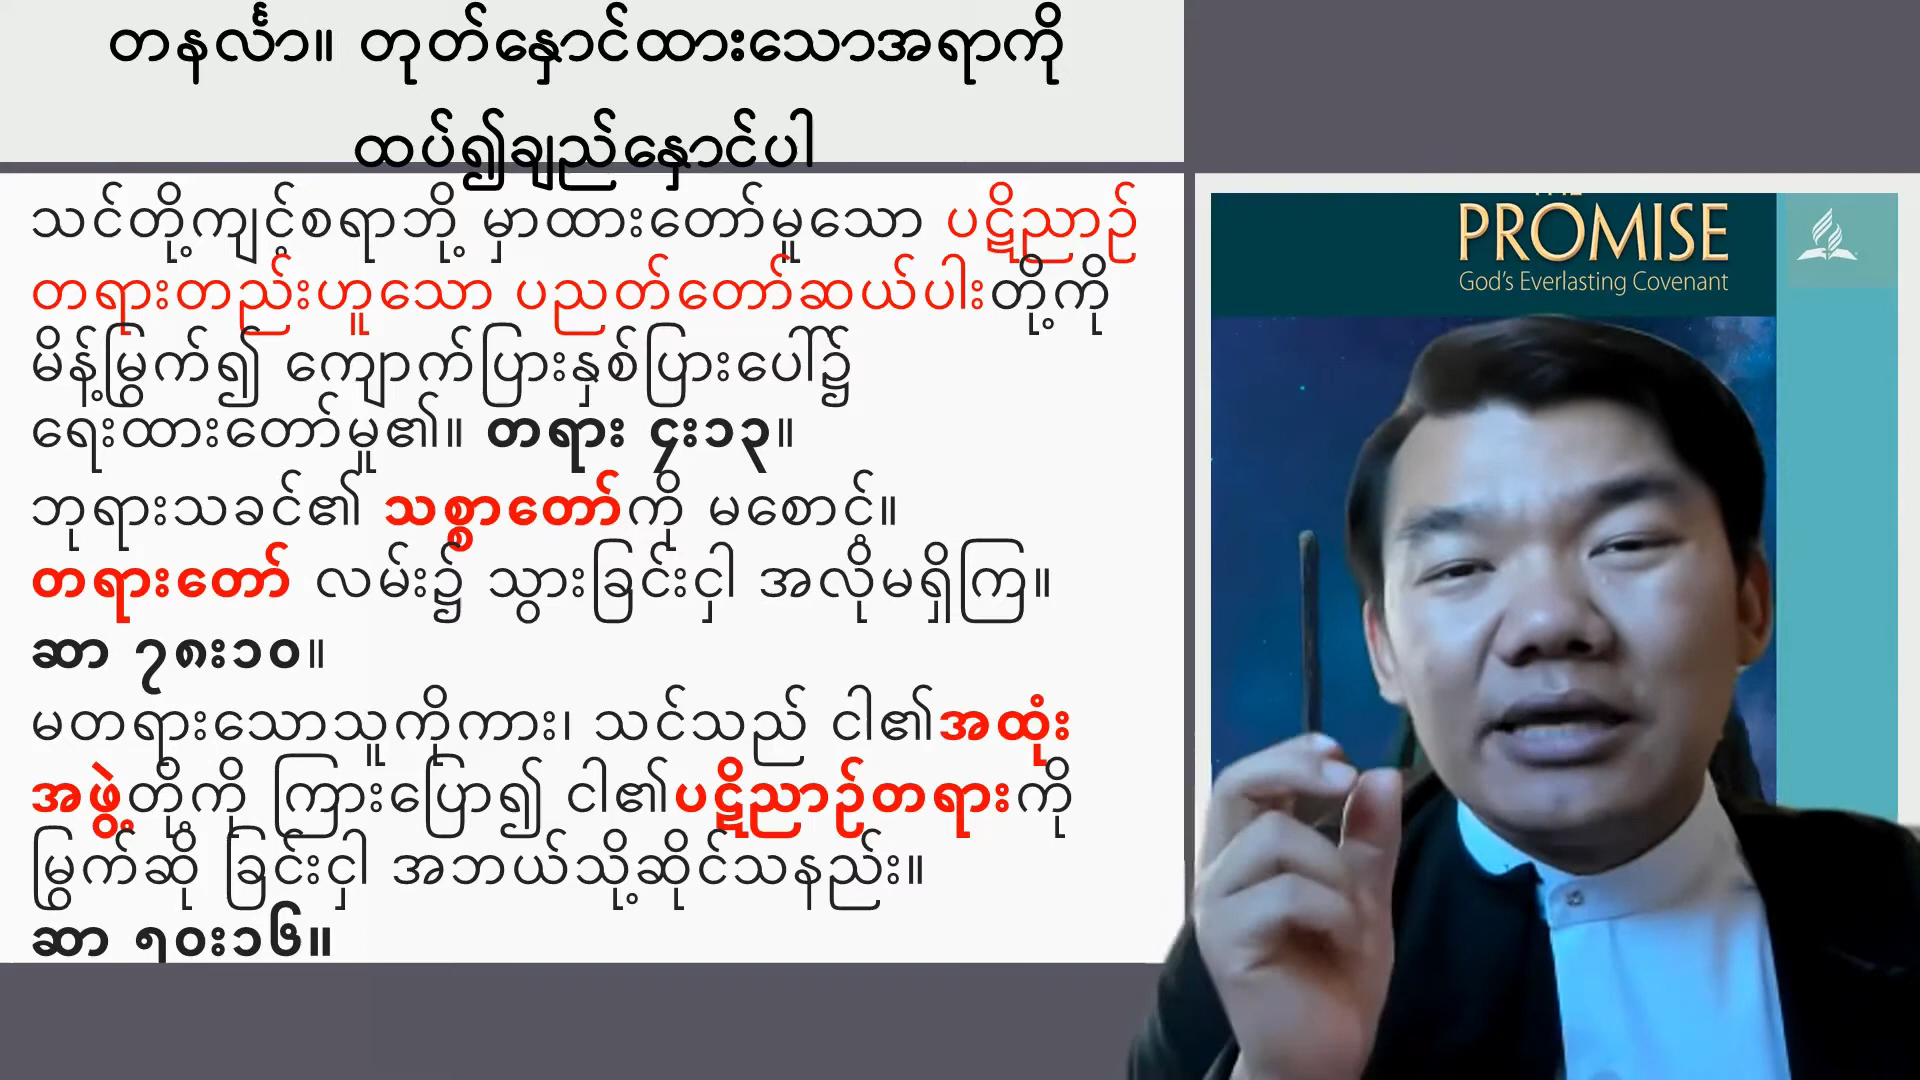 တနင်္လာ။ တုတ်နှောင်ထားသောအရာကို
ထပ်၍ချည်နှောင်ပါ
သင်တို့ကျင့်စရာဘို့ မှာထားတော်မူသော ပဋိညာဉ်
တရားတည်းဟူသော ပညတ်တော်ဆယ်ပါးတို့ကို
မိန့်မြွက်၍ ကျောက်ပြားနှစ်ပြားပေါ်၌
ရေးထားတော်မူ၏။ တရား ၄း၁၃။
ဘုရားသခင်၏ သစ္စာတော်ကို မစောင့်။
တရားတော် လမ်း၌ သွားခြင်းငှါ အလိုမရှိကြ။
ဆာ ၇၈း၁၀။
မတရားသောသူကိုကား၊ သင်သည် ငါ၏အထုံး
အဖွဲ့တို့ကို ကြားပြော၍ ငါ၏ပဋိညာဉ်တရားကို
မြွက်ဆို ခြင်းငှါ အဘယ်သို့ဆိုင်သနည်း။
ဆာ ၅၀း၁၆။
THE
PROMISE
God's Everlasting Covenant